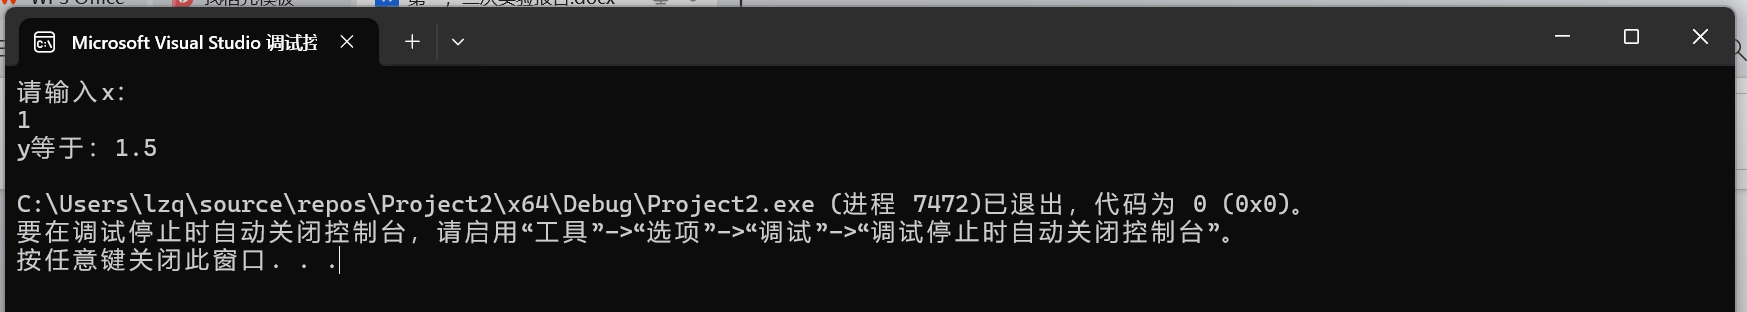 WPS Office
Microsoft Visual Studio 调试控
请输入x:
1
y等于: 1.5
C:\Users\lzq\source\repos\Project2\x64\Debug\Project2.exe (进程 7472)已退出，代码为 0 (0x0)。
要在调试停止时自动关闭控制台，请启用“工具”->“选项”->“调试”->“调试停止时自动关闭控制台”。
按任意键关闭此窗口. . .